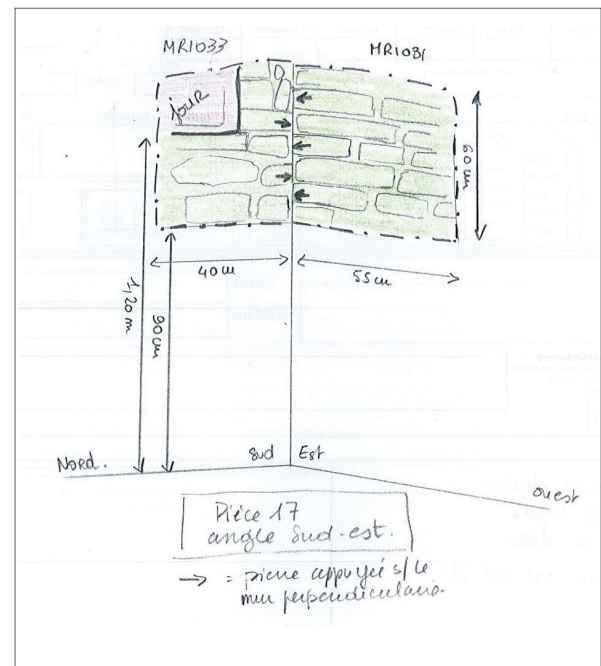 MR1033
MR1081
jour
60 cm
40 cm
55 cm
1,20 m
90 cm
Nord.
Sud
Est
ouest
Pièce 17
angle Sud-est.
→ = pierre appuyée s/ le
mur perpendiculaire.